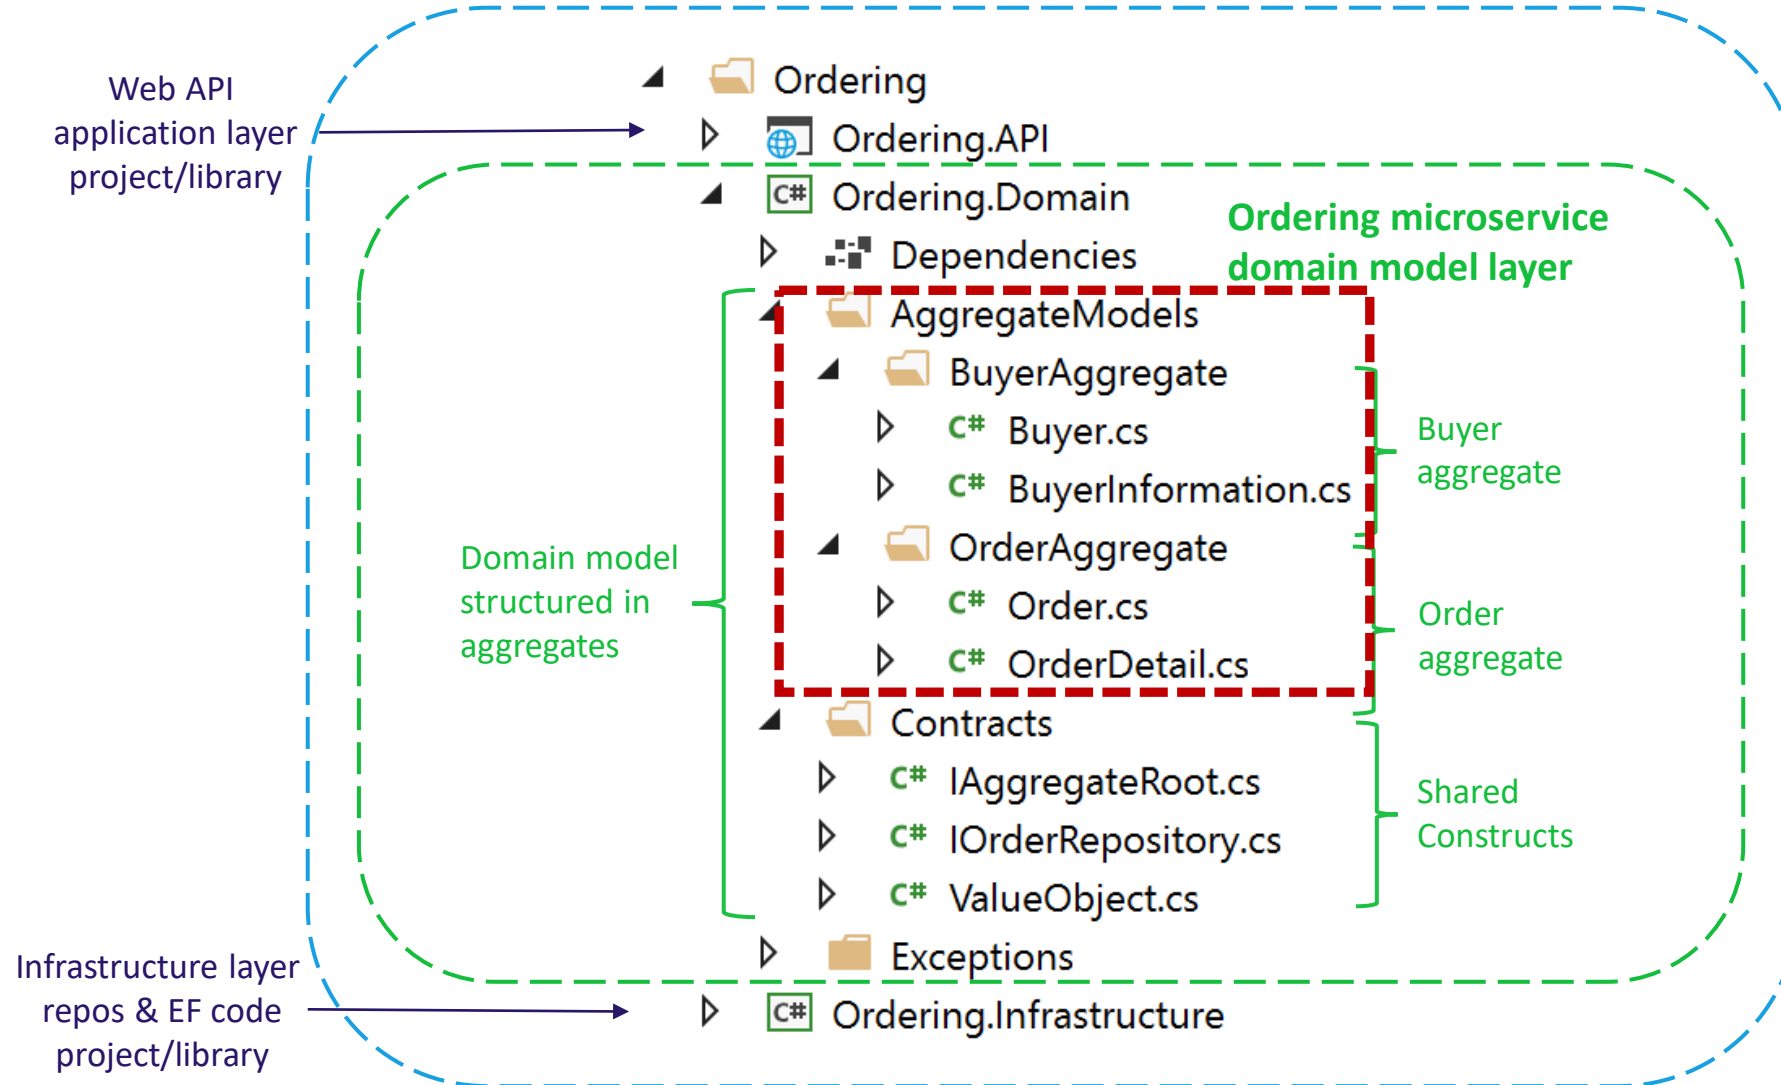 Web API
application layer
project/library
Ordering
Ordering.API
C# Ordering.Domain
Ordering microservice
domain model layer
Dependencies
AggregateModels
BuyerAggregate
C# Buyer.cs
C# BuyerInformation.cs
Buyer
aggregate
OrderAggregate
C# Order.cs
C# OrderDetail.cs
Order
aggregate
Domain model
structured in
aggregates
Contracts
C# IAggregateRoot.cs
C# IOrderRepository.cs
C# ValueObject.cs
Shared
Constructs
Exceptions
Infrastructure layer
repos & EF code
project/library
C# Ordering.Infrastructure